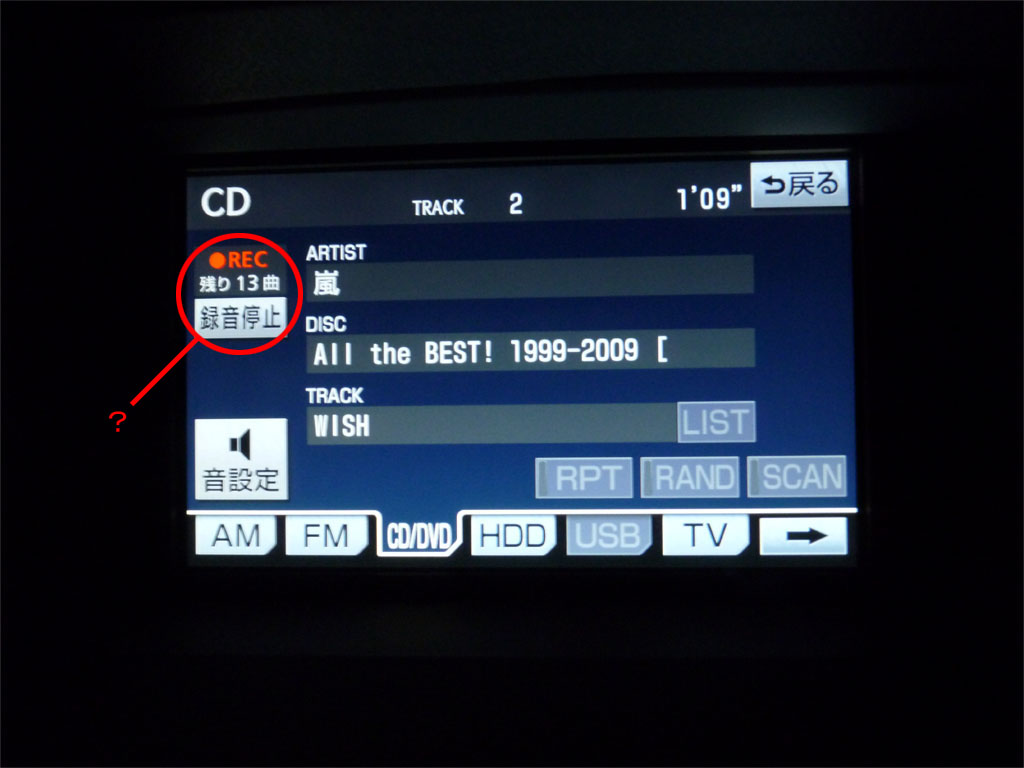 CD
TRACK 2
1'09"
戻る
●REC
残り13曲
録音停止
ARTIST
嵐
DISC
All the BEST! 1999-2009 [
TRACK
WISH
LIST
?
音設定
RPT
RAND
SCAN
AM
FM
CD/DVD
HDD
USB
TV